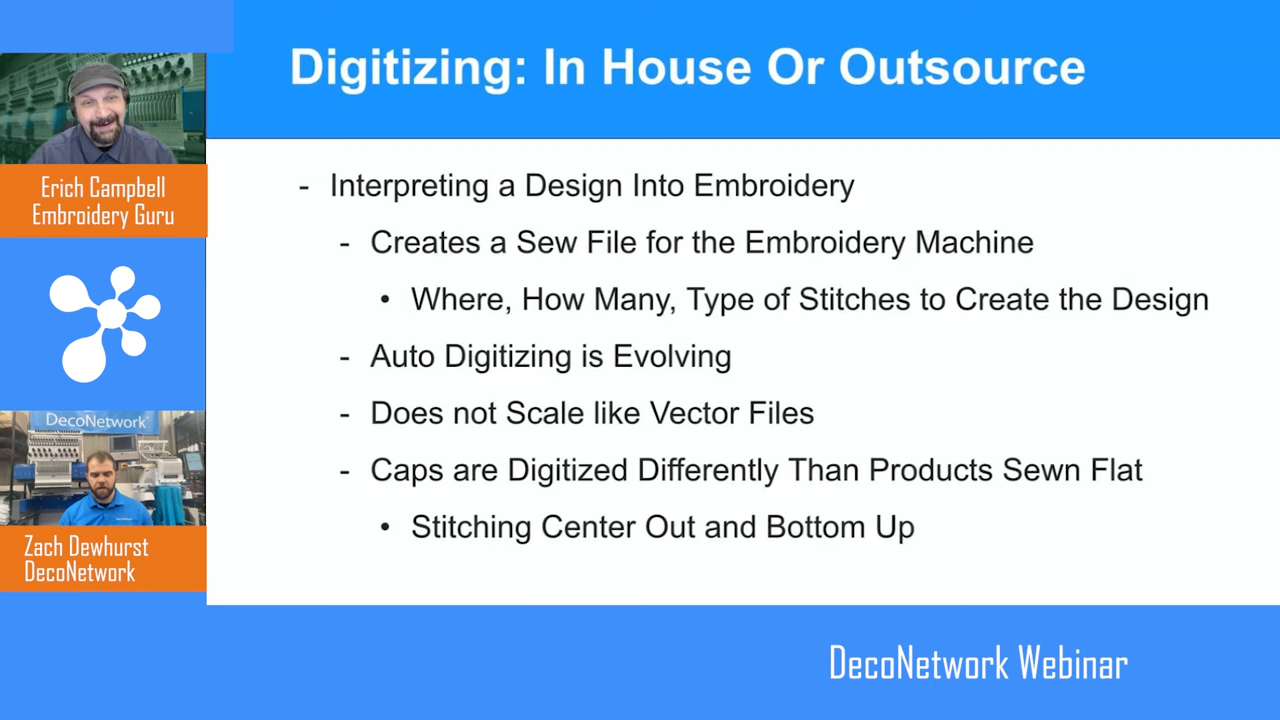 Digitizing: In House Or Outsource
Erich Campbell
Embroidery Guru
DecoNetwork
Zach Dewhurst
DecoNetwork
- Interpreting a Design Into Embroidery
- Creates a Sew File for the Embroidery Machine
• Where, How Many, Type of Stitches to Create the Design
- Auto Digitizing is Evolving
- Does not Scale like Vector Files
- Caps are Digitized Differently Than Products Sewn Flat
• Stitching Center Out and Bottom Up
DecoNetwork Webinar